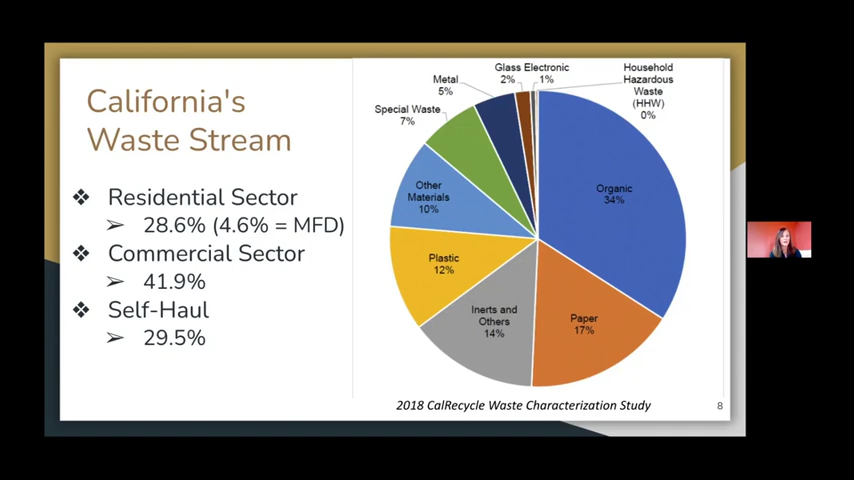 California's
Waste Stream
❖ Residential Sector
➢ 28.6% (4.6% = MFD)
❖ Commercial Sector
➢ 41.9%
❖ Self-Haul
➢ 29.5%
Glass
2%
Electronic
1%
Household
Hazardous
Waste
(HHW)
0%
Metal
5%
Special Waste
7%
Other
Materials
10%
Organic
34%
Plastic
12%
Inerts and
Others
14%
Paper
17%
2018 CalRecycle Waste Characterization Study
8